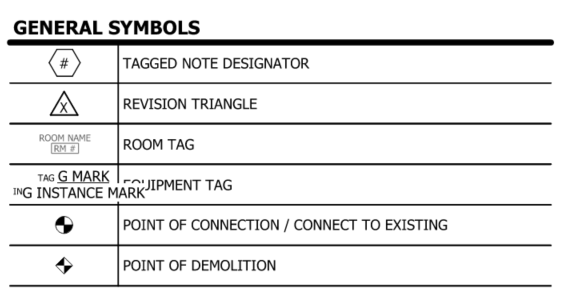 GENERAL SYMBOLS
# TAGGED NOTE DESIGNATOR
X REVISION TRIANGLE
ROOM NAME
RM # ROOM TAG
TAG G MARK
ING INSTANCE MARK
EQUIPMENT TAG
POINT OF CONNECTION / CONNECT TO EXISTING
POINT OF DEMOLITION